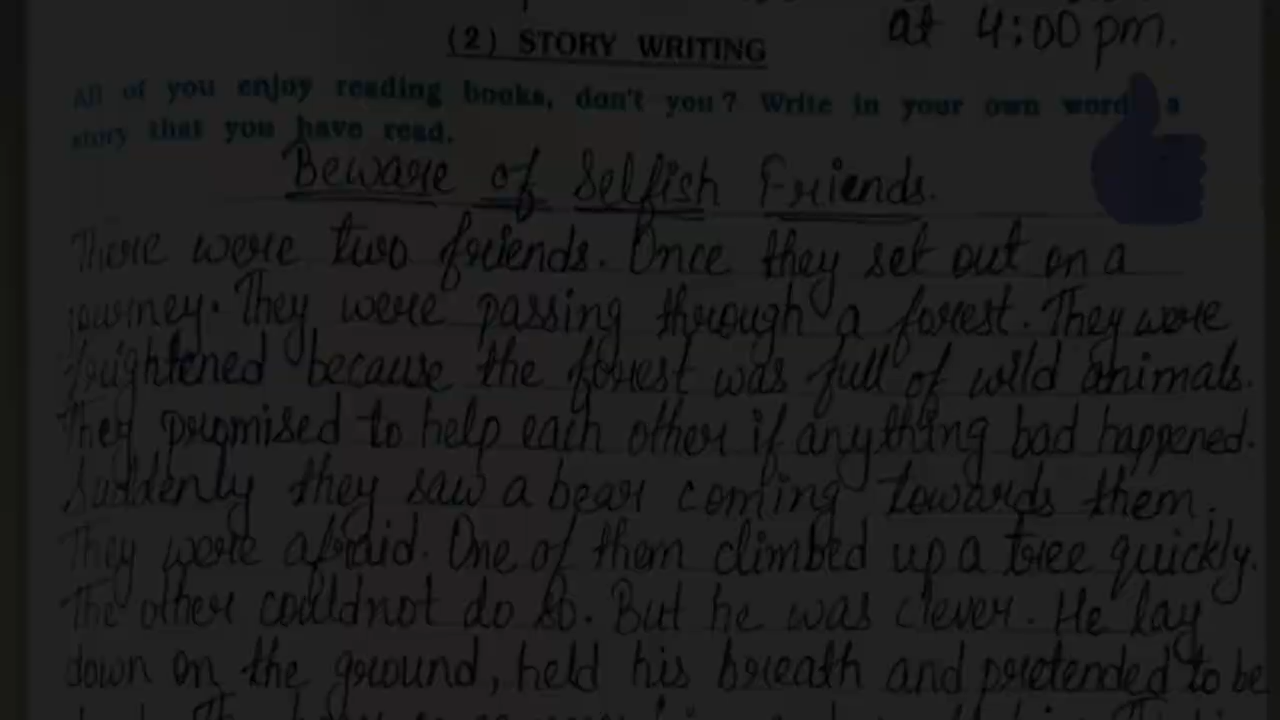 at 4:00 pm.
(2) STORY WRITING
All of you enjoy reading books, don't you? Write in your own words a
story that you have read.
Beware of Selfish Friends.
There were two friends. Once they set out on a
journey. They were passing through a forest. They were
frightened because the forest was full of wild animals.
They promised to help each other if anything bad happened.
Suddenly they saw a bear coming towards them.
They were afraid. One of them climbed up a tree quickly.
The other couldnot do so. But he was clever. He lay
down on the ground, held his breath and pretended to be